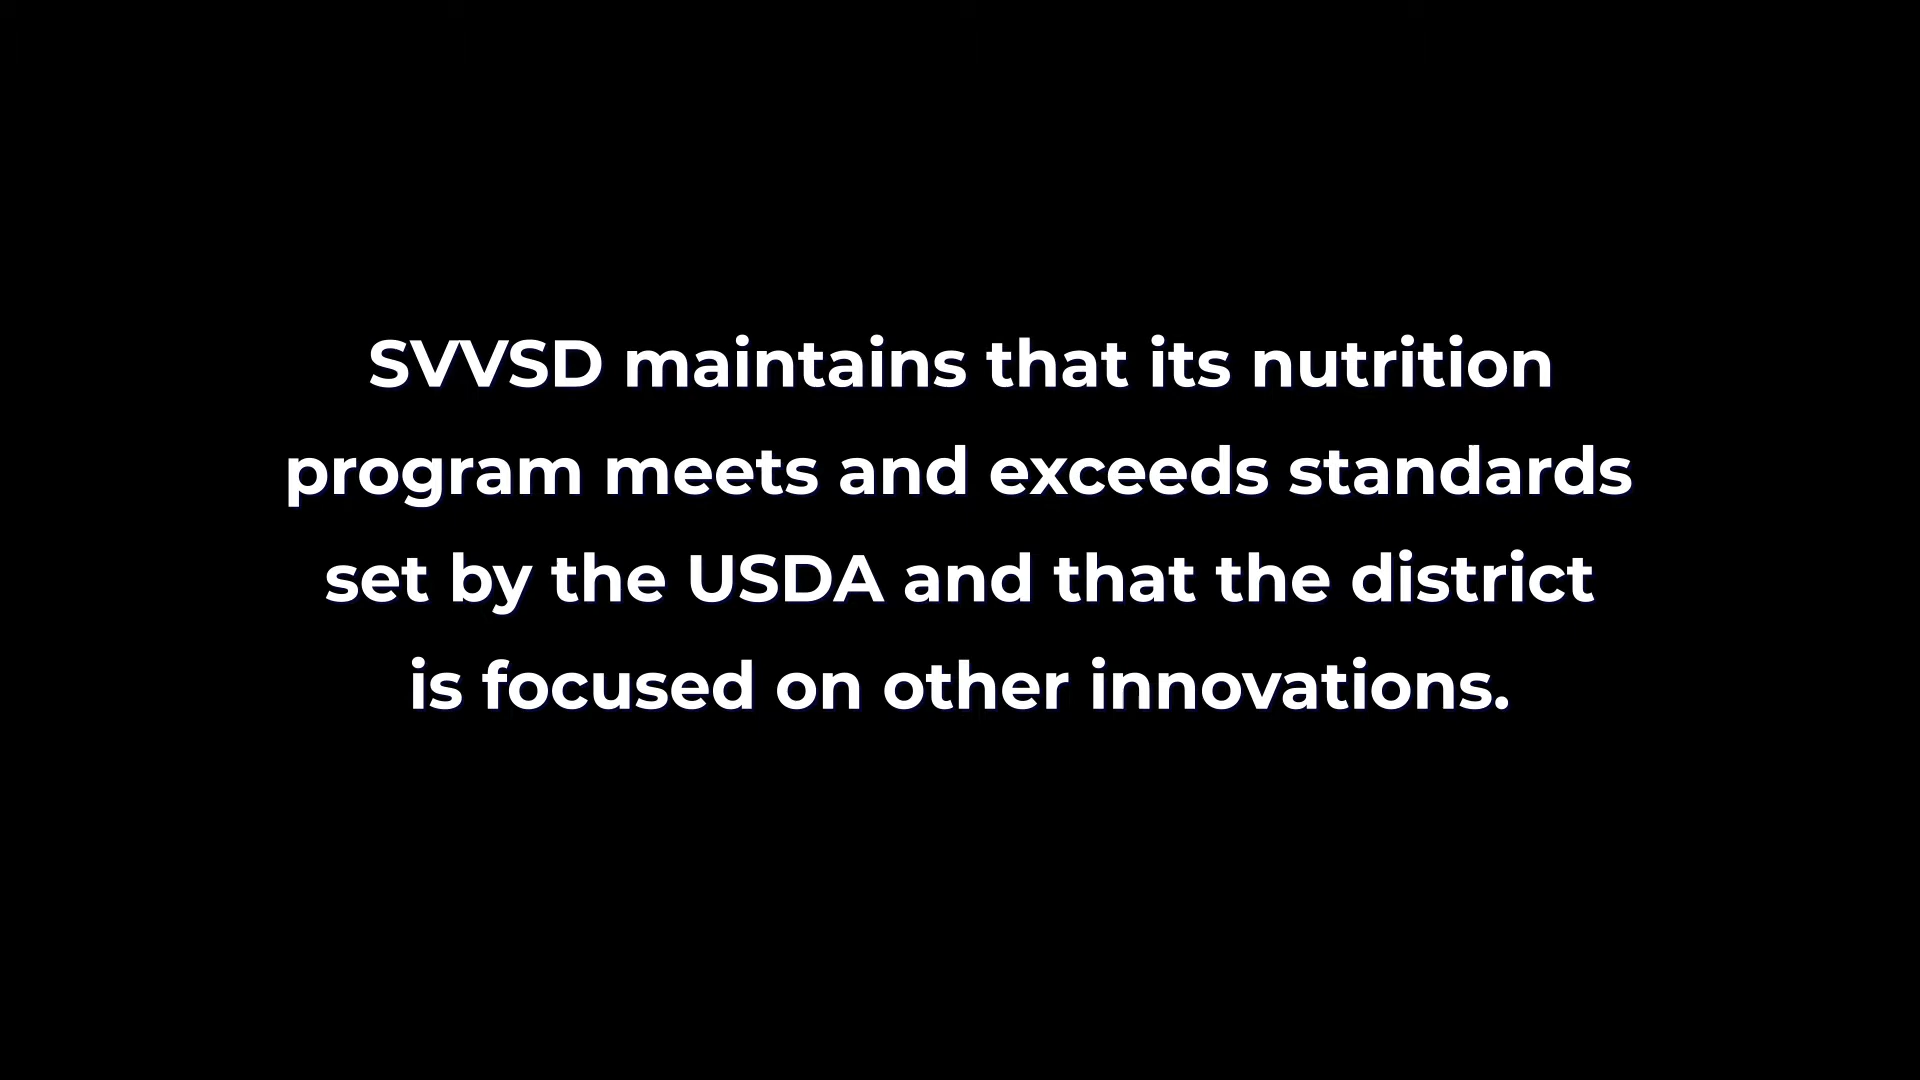 SVVSD maintains that its nutrition
program meets and exceeds standards
set by the USDA and that the district
is focused on other innovations.